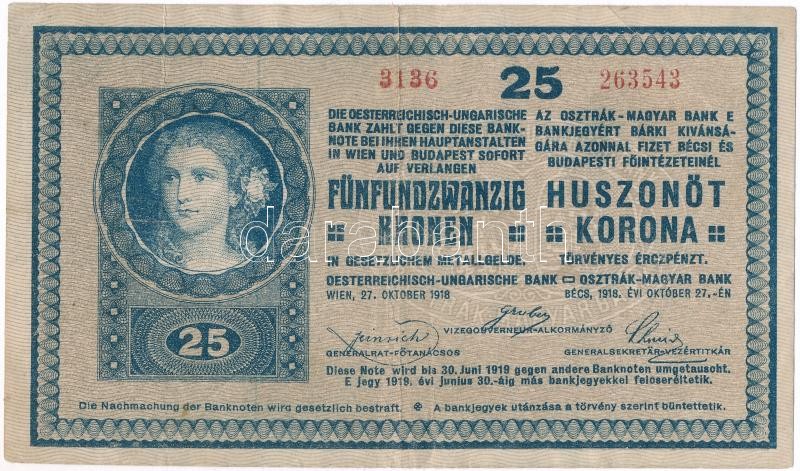 3136 25 263543
DIE OESTERREICHISCH-UNGARISCHE
BANK ZAHLT GEGEN DIESE BANK-
NOTE BEI IHREN HAUPTANSTALTEN
IN WIEN UND BUDAPEST SOFORT
AUF VERLANGEN
FÜNFUNDZWANZIG
KRONEN
IN GESETZLICHEM METALLGELDE.
OESTERREICHISCH-UNGARISCHE BANK
WIEN, 27. OKTOBER 1918
AZ OSZTRÁK-MAGYAR BANK E
BANKJEGYÉRT BÁRKI KIVÁNSÁ-
GÁRA AZONNAL FIZET BÉCSI ÉS
BUDAPESTI FŐINTÉZETEINÉL
HUSZONÖT
KORONA
TÖRVÉNYES ÉRCZPÉNZT.
OSZTRÁK-MAGYAR BANK
BÉCS, 1918. ÉVI OKTOBER 27.-ÉN
25
Gruber
VIZEGOUVERNEUR-ALKORMÁNYZÓ
GENERALRAT-FŐTANÁCSOS
GENERALSEKRETÄR-VEZÉRTITKÁR
Diese Note wird bis 30. Juni 1919 gegen andere Banknoten umgetauscht.
E jegy 1919. évi junius 30.-áig más bankjegyekkel felcseréltetik.
Die Nachmachung der Banknoten wird gesetzlich bestraft. A bankjegyek utánzása a törvény szerint büntettetik.
darabanth